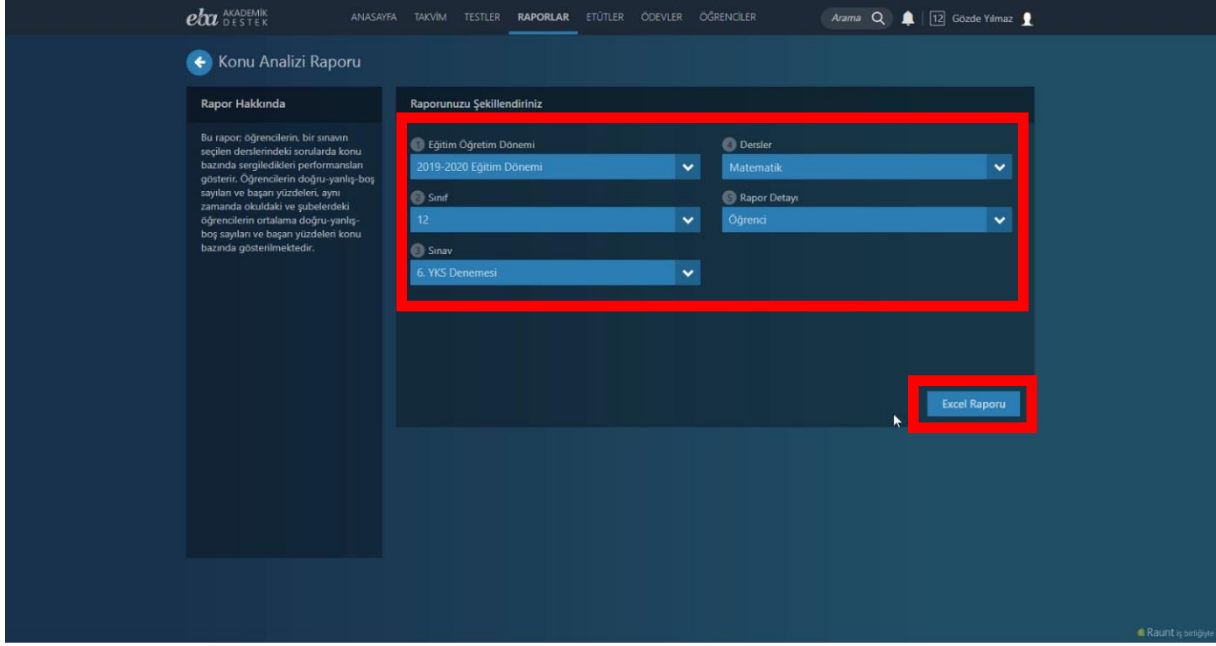 eba AKADEMİK DESTEK
ANASAYFA TAKVİM TESTLER RAPORLAR ETÜTLER ÖDEVLER ÖĞRENCİLER Arama 12 Gözde Yılmaz
Konu Analizi Raporu
Rapor Hakkında
Bu rapor; öğrencilerin, bir sınavın
seçilen derslerindeki sorularda konu
bazında sergiledikleri performansları
gösterir. Öğrencilerin doğru-yanlış-boş
sayıları ve başarı yüzdeleri, aynı
zamanda okuldaki ve şubelerdeki
öğrencilerin ortalama doğru-yanlış-
boş sayıları ve başarı yüzdeleri konu
bazında gösterilmektedir.
Raporunuzu Şekillendiriniz
1 Eğitim Öğretim Dönemi
2019-2020 Eğitim Dönemi
2 Sınıf
12
3 Sınav
6. YKS Denemesi
4 Dersler
Matematik
5 Rapor Detayı
Öğrenci
Excel Raporu
Raunt iş birliğiyle